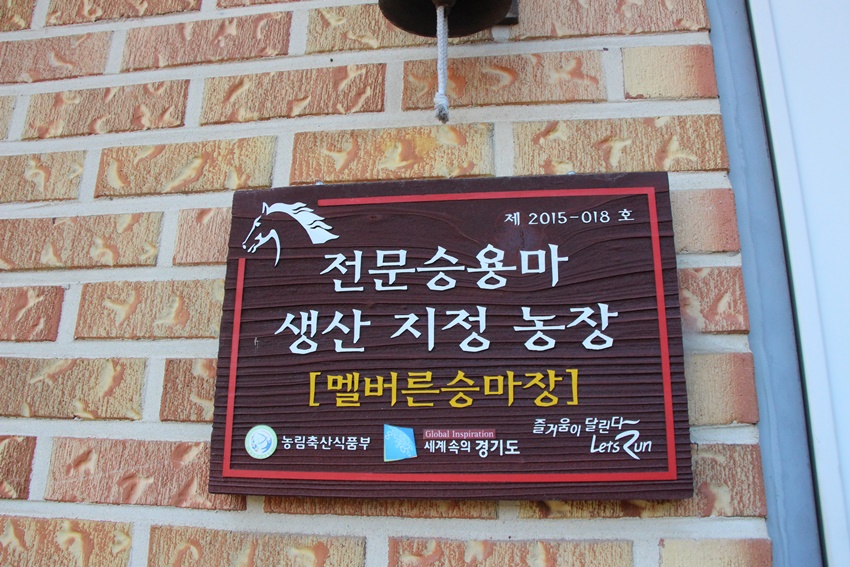 제 2015-018 호
전문승용마
생산 지정 농장
[멜버른승마장]
농림축산식품부
Global Inspiration
세계속의 경기도
즐거움이 달린다~
Let's Run